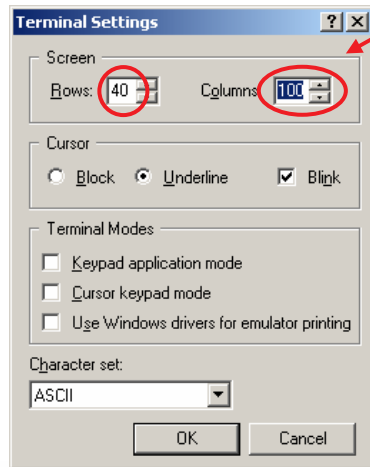 Terminal Settings
Screen
Rows: 40 Columns 100
Cursor
Block Underline Blink
Terminal Modes
Keypad application mode
Cursor keypad mode
Use Windows drivers for emulator printing
Character set:
ASCII
OK Cancel